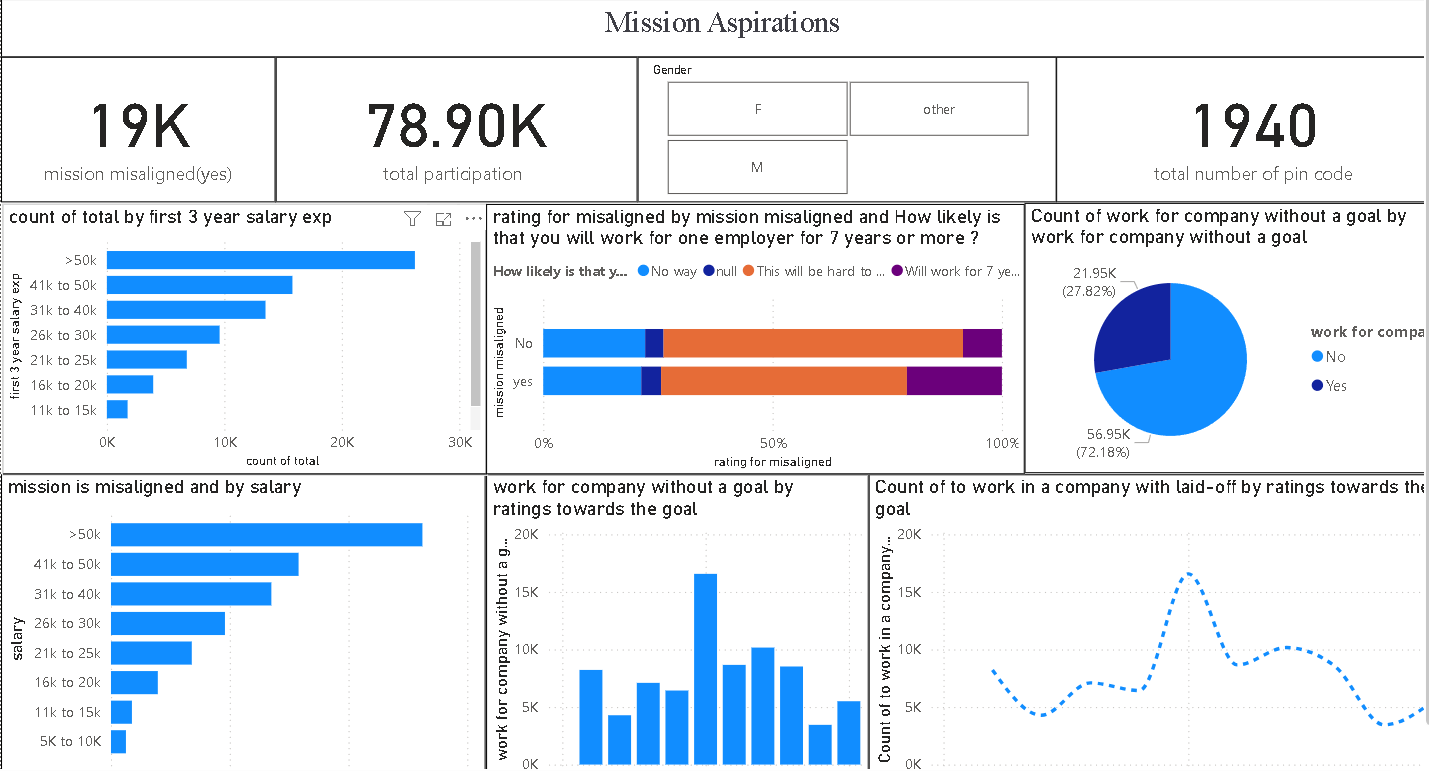 Mission Aspirations
19K
mission misaligned(yes)
78.90K
total participation
Gender
F
other
M
1940
total number of pin code
count of total by first 3 year salary exp
first 3 year salary exp
>50k
41k to 50k
31k to 40k
26k to 30k
21k to 25k
16k to 20k
11k to 15k
0K
10K
20K
30K
count of total
rating for misaligned by mission misaligned and How likely is
that you will work for one employer for 7 years or more ?
How likely is that y...
No way
null
This will be hard to ...
Will work for 7 ye...
mission misaligned
No
yes
0%
50%
100%
rating for misaligned
Count of work for company without a goal by
work for company without a goal
21.95K
(27.82%)
56.95K
(72.18%)
work for compa
No
Yes
mission is misaligned and by salary
salary
>50k
41k to 50k
31k to 40k
26k to 30k
21k to 25k
16k to 20k
11k to 15k
5K to 10K
work for company without a goal by
ratings towards the goal
work for company without a g...
20K
15K
10K
5K
0K
Count of to work in a company with laid-off by ratings towards the
goal
Count of to work in a company...
20K
15K
10K
5K
0K